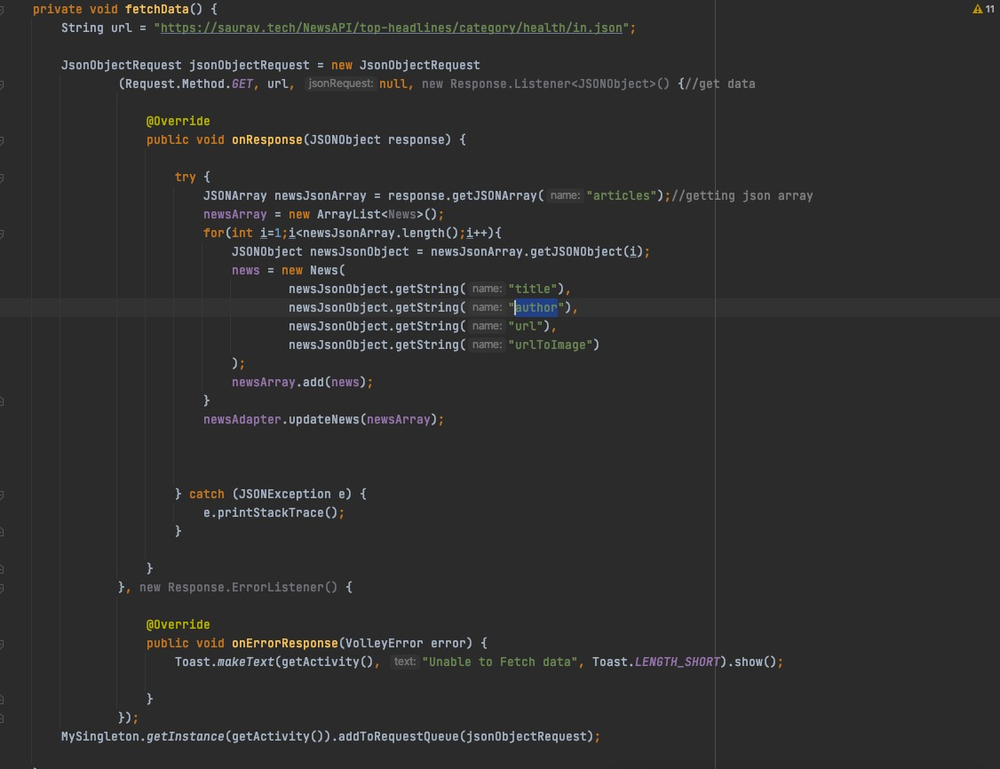 private void fetchData() {
11
String url = "https://saurav.tech/NewsAPI/top-headlines/category/health/in.json";
JsonObjectRequest jsonObjectRequest = new JsonObjectRequest
(Request.Method.GET, url, jsonRequest: null, new Response.Listener<JSONObject>() {//get data
@Override
public void onResponse(JSONObject response) {
try {
JSONArray newsJsonArray = response.getJSONArray( name: "articles");//getting json array
newsArray = new ArrayList<News>();
for(int i=1;i<newsJsonArray.length();i++){
JSONObject newsJsonObject = newsJsonArray.getJSONObject(i);
news = new News(
newsJsonObject.getString( name: "title"),
newsJsonObject.getString( name: "author"),
newsJsonObject.getString( name: "url"),
newsJsonObject.getString( name: "urlToImage")
);
newsArray.add(news);
}
newsAdapter.updateNews(newsArray);
} catch (JSONException e) {
e.printStackTrace();
}
}
}, new Response.ErrorListener() {
@Override
public void onErrorResponse(VolleyError error) {
Toast.makeText(getActivity(), text: "Unable to Fetch data", Toast.LENGTH_SHORT).show();
}
});
MySingleton.getInstance(getActivity()).addToRequestQueue(jsonObjectRequest);